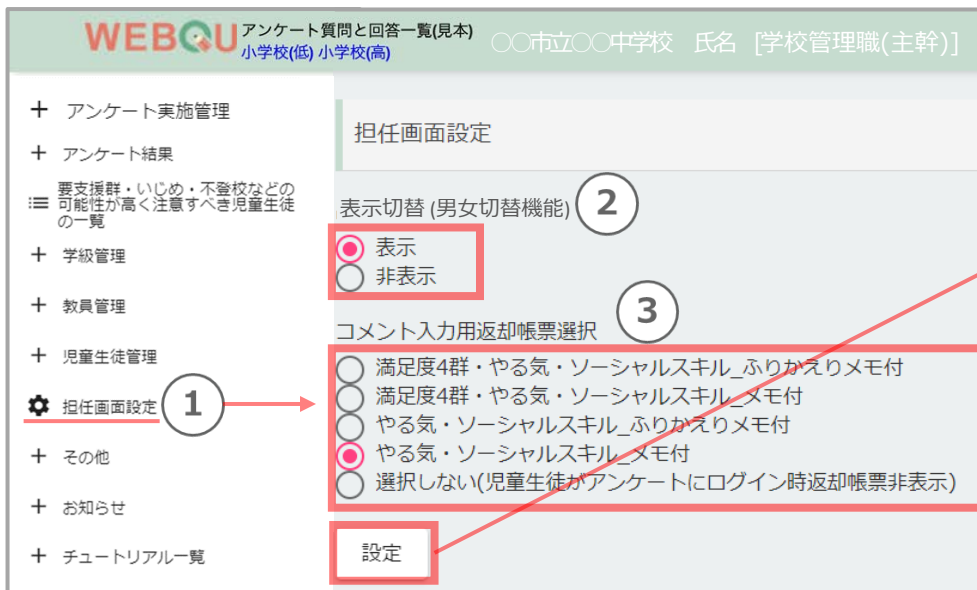 WEBQU
アンケート質問と回答一覧(見本)
小学校(低) 小学校(高)
○○市立○○中学校 氏名 [学校管理職(主幹)]
+ アンケート実施管理
+ アンケート結果
要支援群・いじめ・不登校などの
可能性が高く注意すべき児童生徒
の一覧
+ 学級管理
+ 教員管理
+ 児童生徒管理
担任画面設定
1
+ その他
+ お知らせ
+ チュートリアル一覧
担任画面設定
表示切替 (男女切替機能)
2
表示
非表示
コメント入力用返却帳票選択
3
満足度4群・やる気・ソーシャルスキル_ふりかえりメモ付
満足度4群・やる気・ソーシャルスキル_メモ付
やる気・ソーシャルスキル_ふりかえりメモ付
やる気・ソーシャルスキル_メモ付
選択しない(児童生徒がアンケートにログイン時返却帳票非表示)
設定